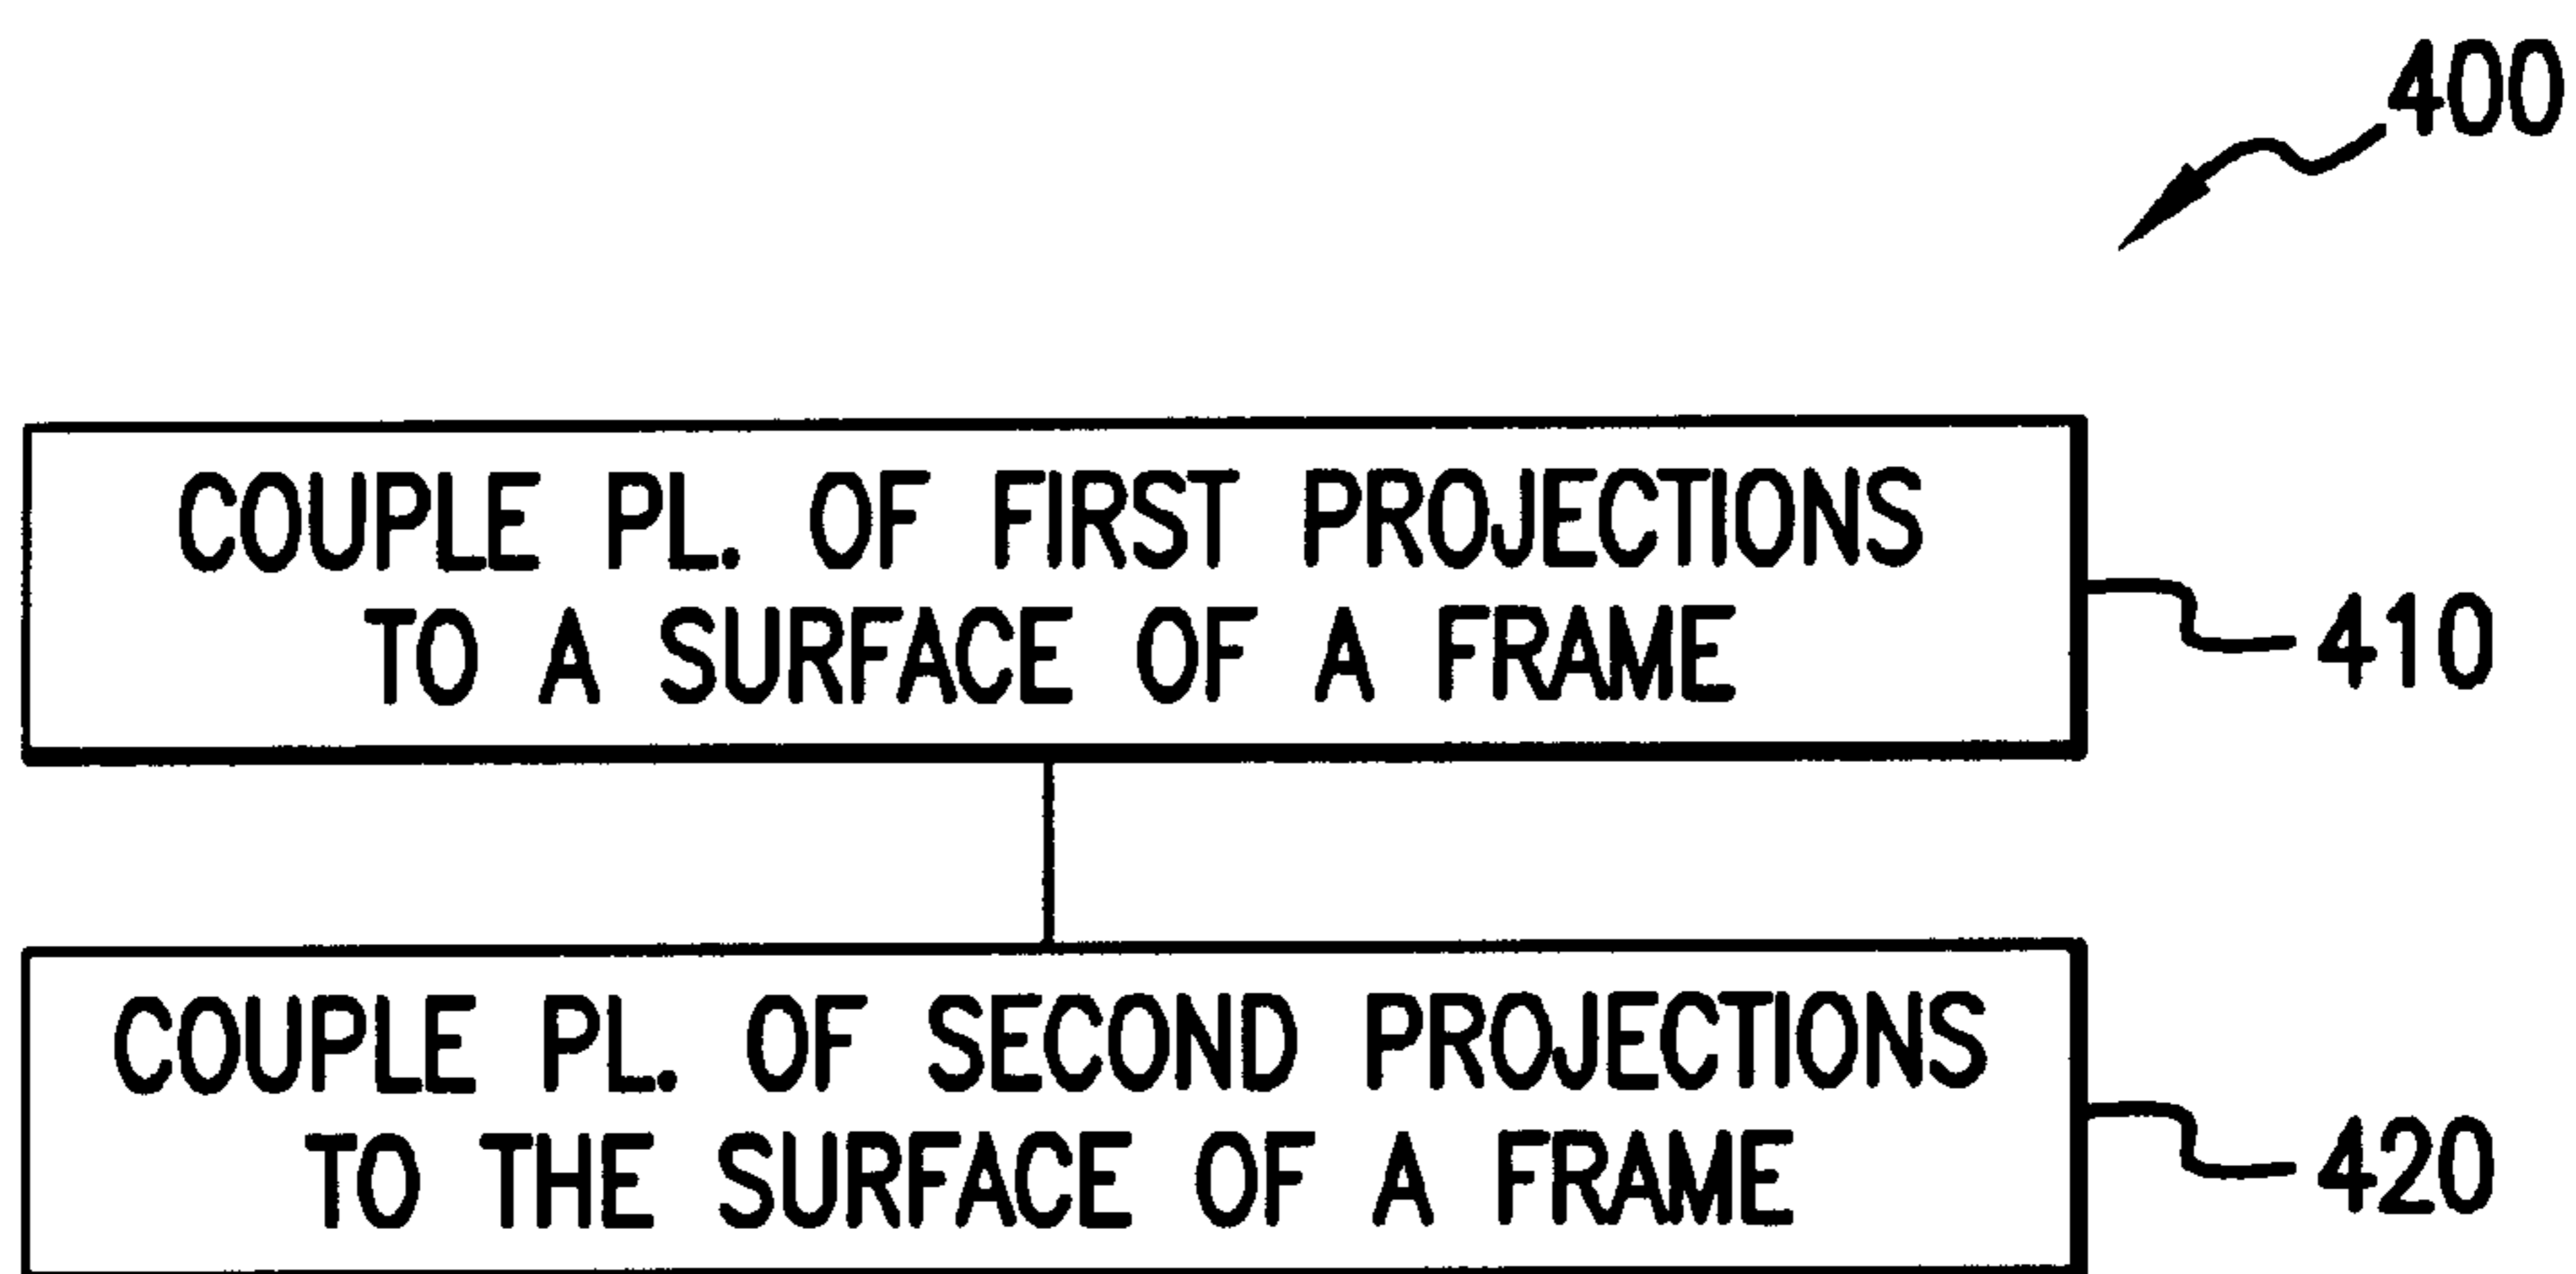 400
COUPLE PL. OF FIRST PROJECTIONS
TO A SURFACE OF A FRAME
410
COUPLE PL. OF SECOND PROJECTIONS
TO THE SURFACE OF A FRAME
420